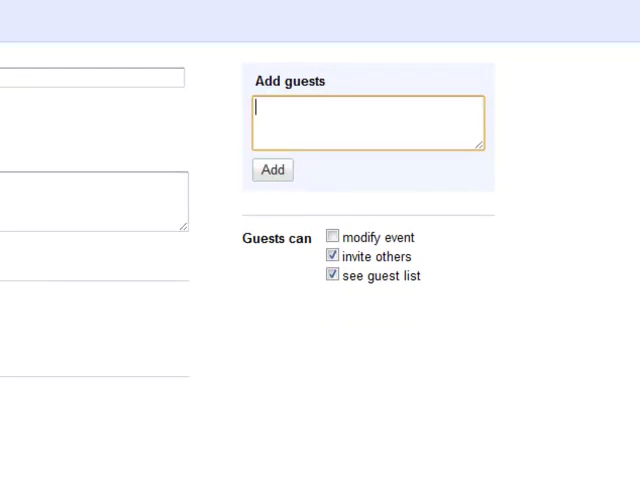 Add guests
Add
Guests can
modify event
invite others
see guest list